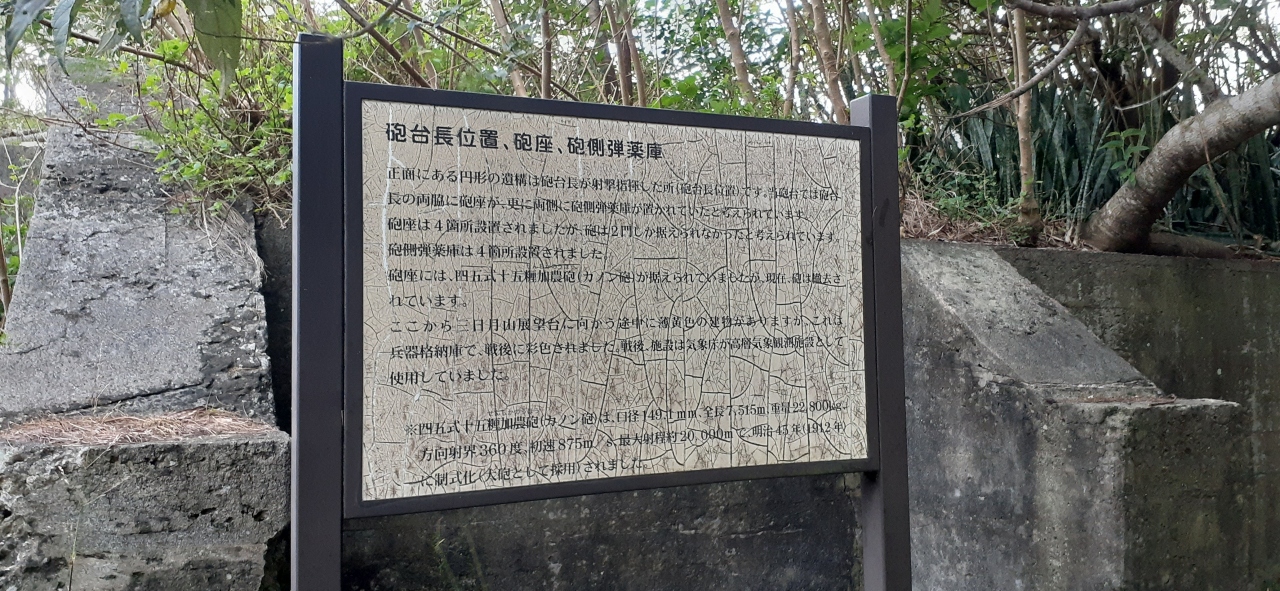 砲台長位置、砲座、砲側弾薬庫
正面にある円形の遺構は砲台長が射撃指揮した所(砲台長位置)です。当砲台では砲台
長の両脇に砲座が、更に両側に砲側弾薬庫が置かれていたと考えられています。
砲座は4箇所設置されましたが、砲は2門しか据えられなかったと考えられています。
砲側弾薬庫は4箇所設置されました。
砲座には、四五式十五糎加農砲(カノン砲)が据えられていましたが、現在、砲は撤去さ
れています。
ここから三日月山展望台に向かう途中に薄黄色の建物がありますが、これは
兵器格納庫で、戦後に彩色されました。戦後、施設は気象庁が高層気象観測施設として
使用していました。
※四五式十五糎加農砲(カノン砲)は、口径149.1mm、全長7,515m、重量22,800kg、
方向射界360度、初速875m/s、最大射程約20,000mで、明治45年(1912年)
に制式化(大砲として採用)されました。